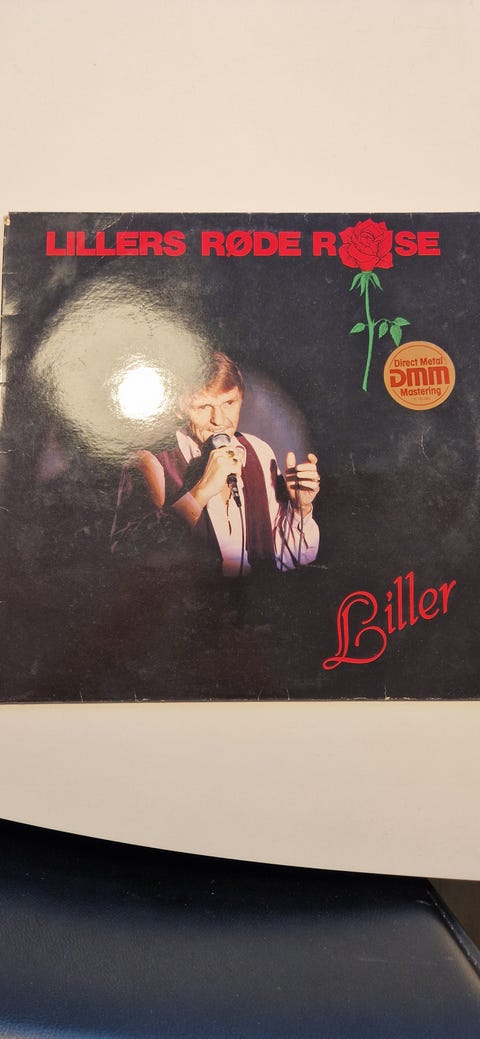 LILLERS RØDE ROSE
Direct Metal
DMM
Mastering
Liller